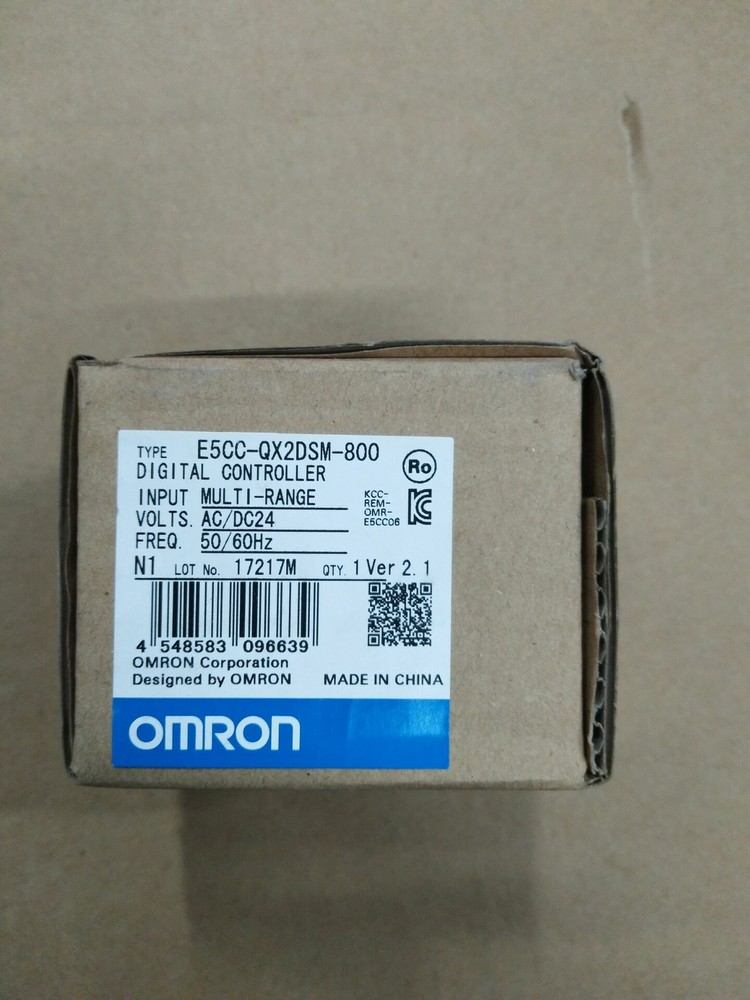 TYPE E5CC-QX2DSM-800
DIGITAL CONTROLLER
Ro
INPUT MULTI-RANGE
VOLTS. AC/DC24
FREQ. 50/60Hz
KCC-
REM-
OMR-
E5CC06
N1 LOT No. 17217M QTY. 1 Ver 2. 1
4 548583 096639
OMRON Corporation
Designed by OMRON MADE IN CHINA
OMRON